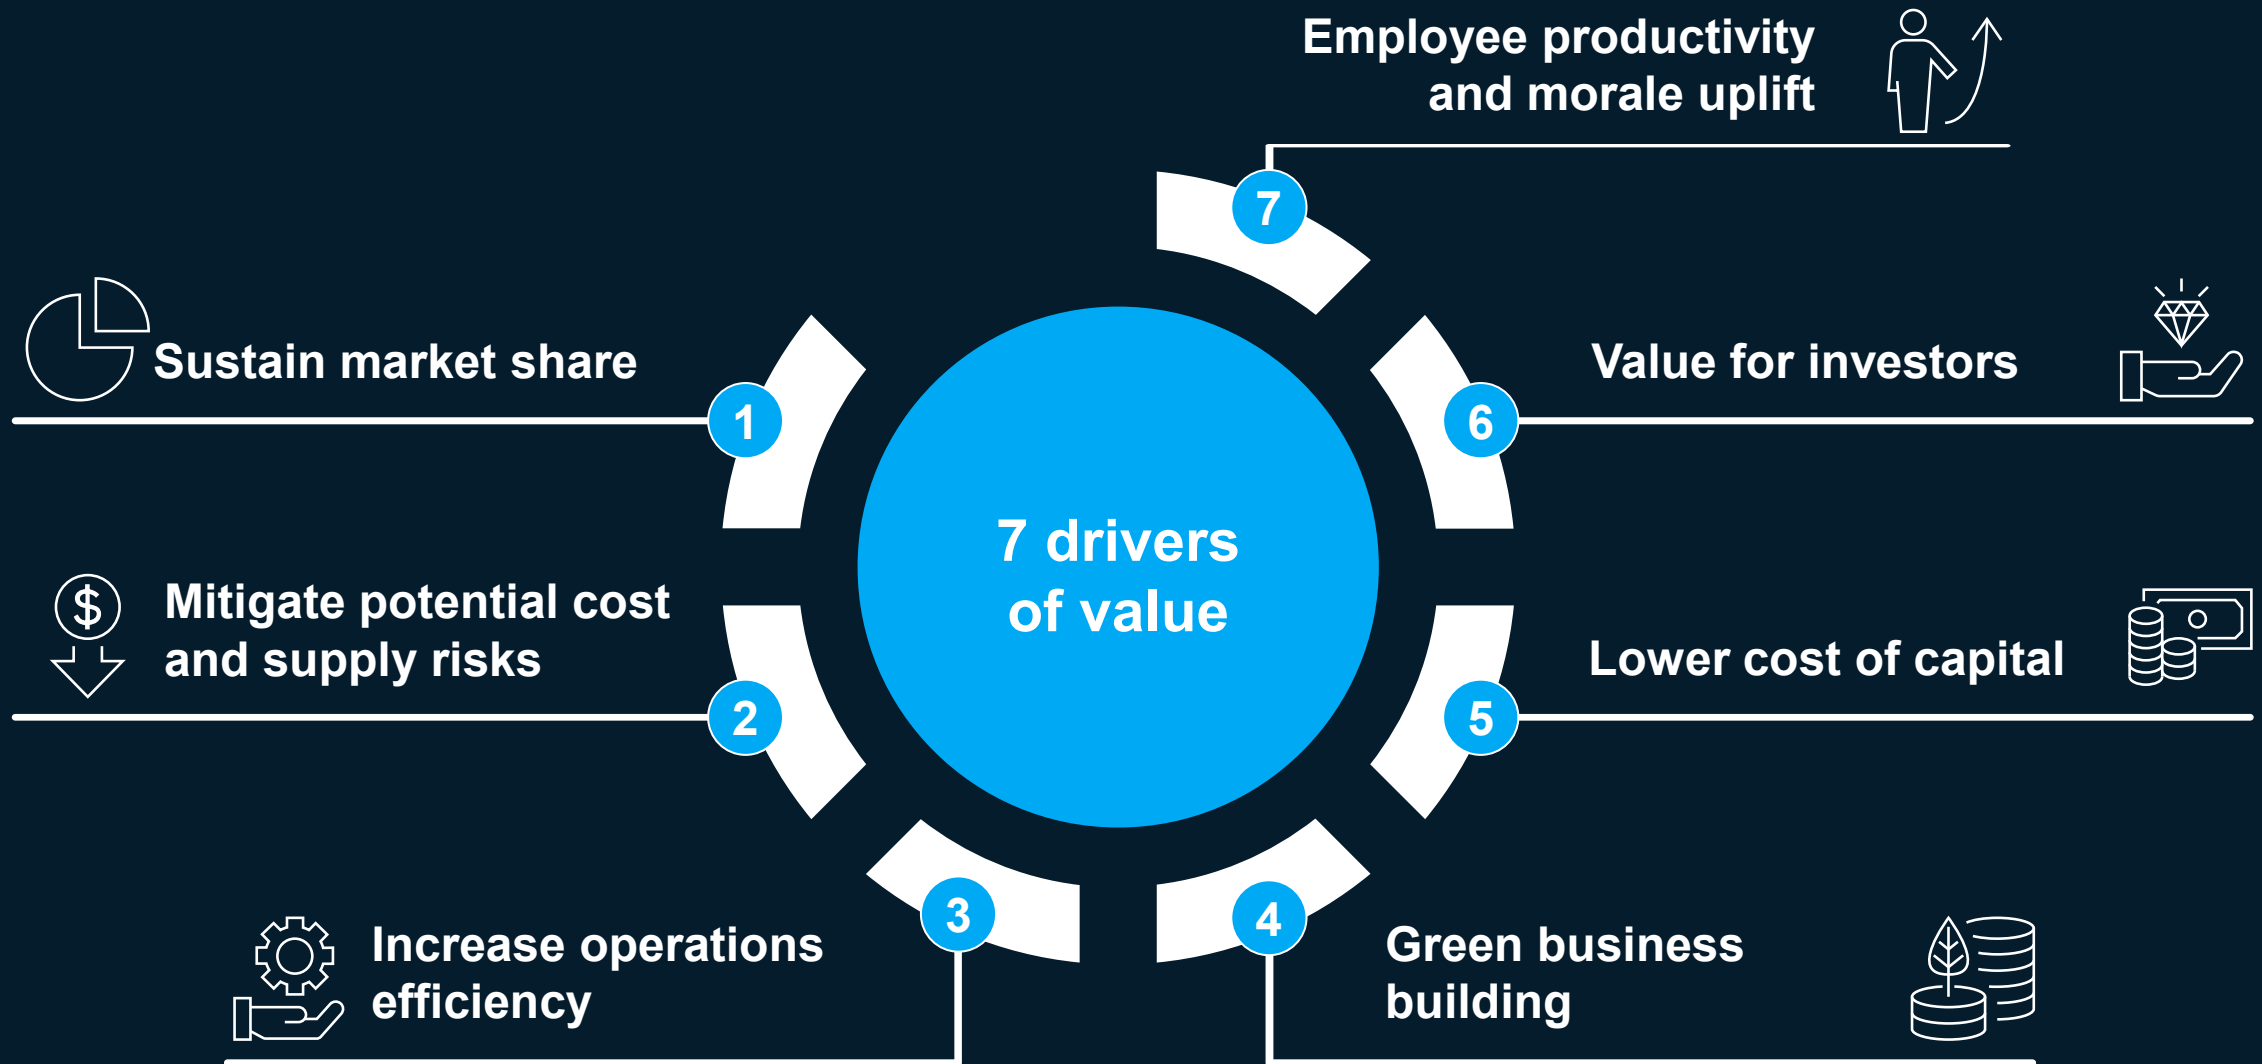 Employee productivity
and morale uplift
7
Sustain market share
1
Value for investors
6
7 drivers
of value
Mitigate potential cost
and supply risks
2
Lower cost of capital
5
3
Increase operations
efficiency
4
Green business
building
$